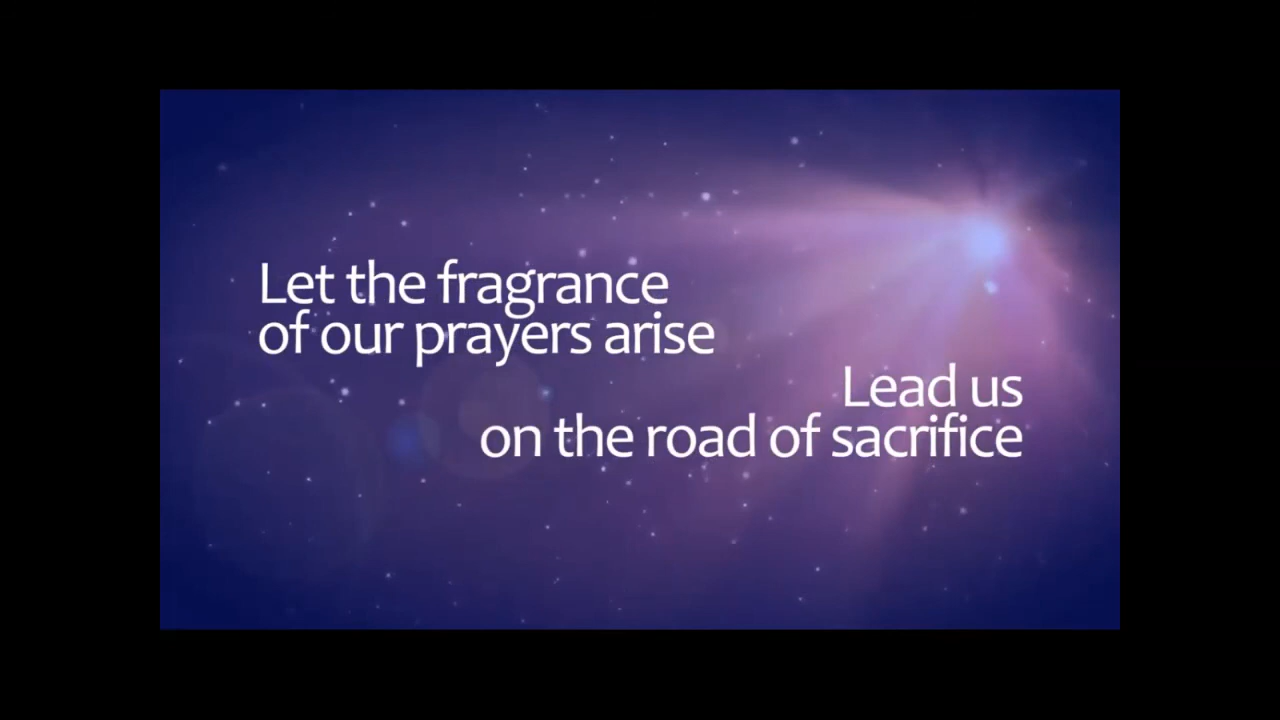 Let the fragrance
of our prayers arise
Lead us
on the road of sacrifice